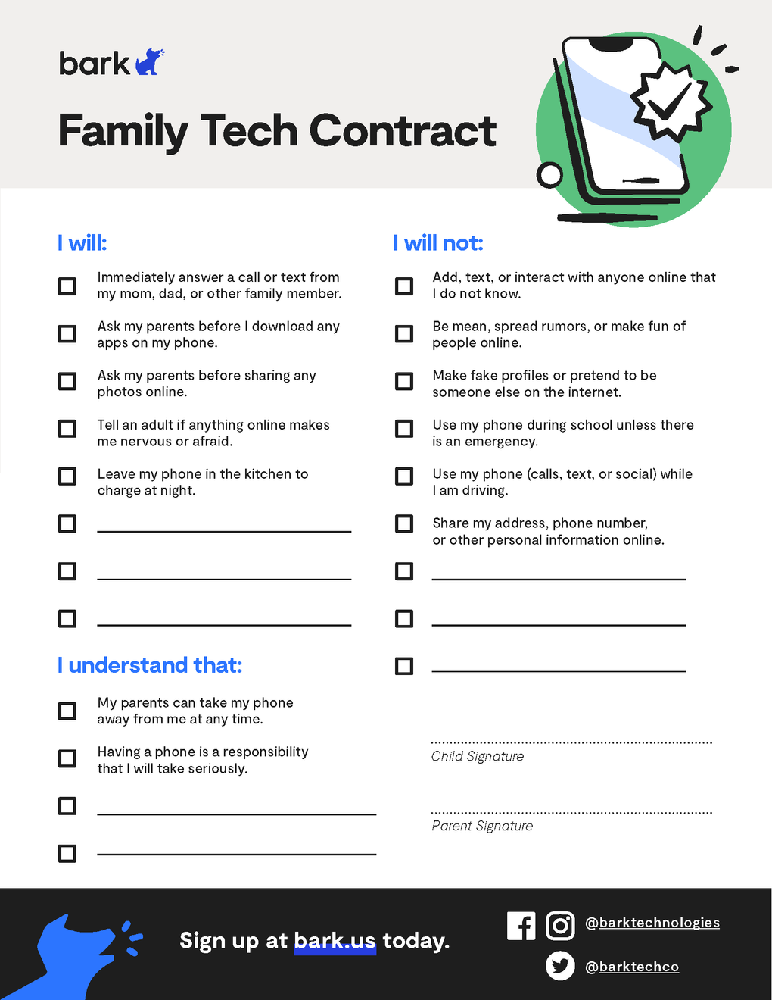 bark
Family Tech Contract
I will:
Immediately answer a call or text from
my mom, dad, or other family member.
Ask my parents before I download any
apps on my phone.
Ask my parents before sharing any
photos online.
Tell an adult if anything online makes
me nervous or afraid.
Leave my phone in the kitchen to
charge at night.
I understand that:
My parents can take my phone
away from me at any time.
Having a phone is a responsibility
that I will take seriously.
I will not:
Add, text, or interact with anyone online that
I do not know.
Be mean, spread rumors, or make fun of
people online.
Make fake profiles or pretend to be
someone else on the internet.
Use my phone during school unless there
is an emergency.
Use my phone (calls, text, or social) while
I am driving.
Share my address, phone number,
or other personal information online.
Child Signature
Parent Signature
Sign up at bark.us today.
@barktechnologies
@barktechco